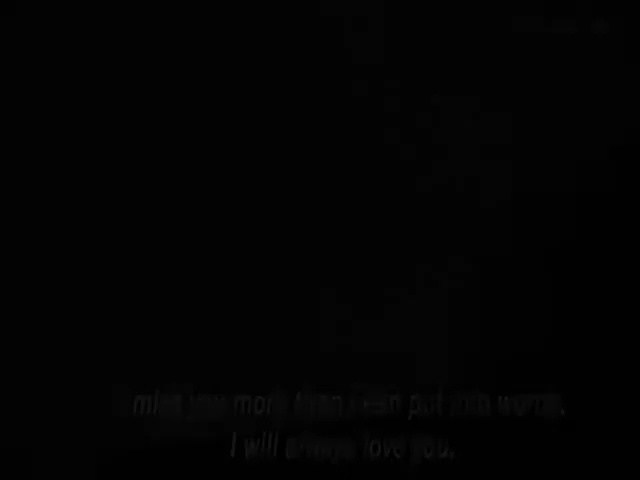 I miss you more than I can put into words.
I will always love you.